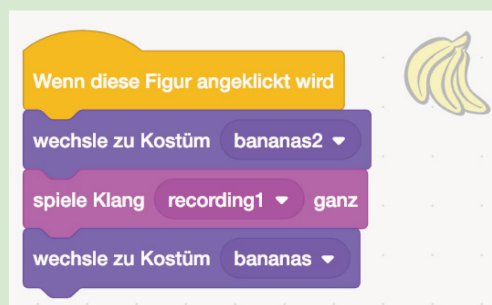 Wenn diese Figur angeklickt wird
wechsle zu Kostüm bananas2
spiele Klang recording1 ganz
wechsle zu Kostüm bananas